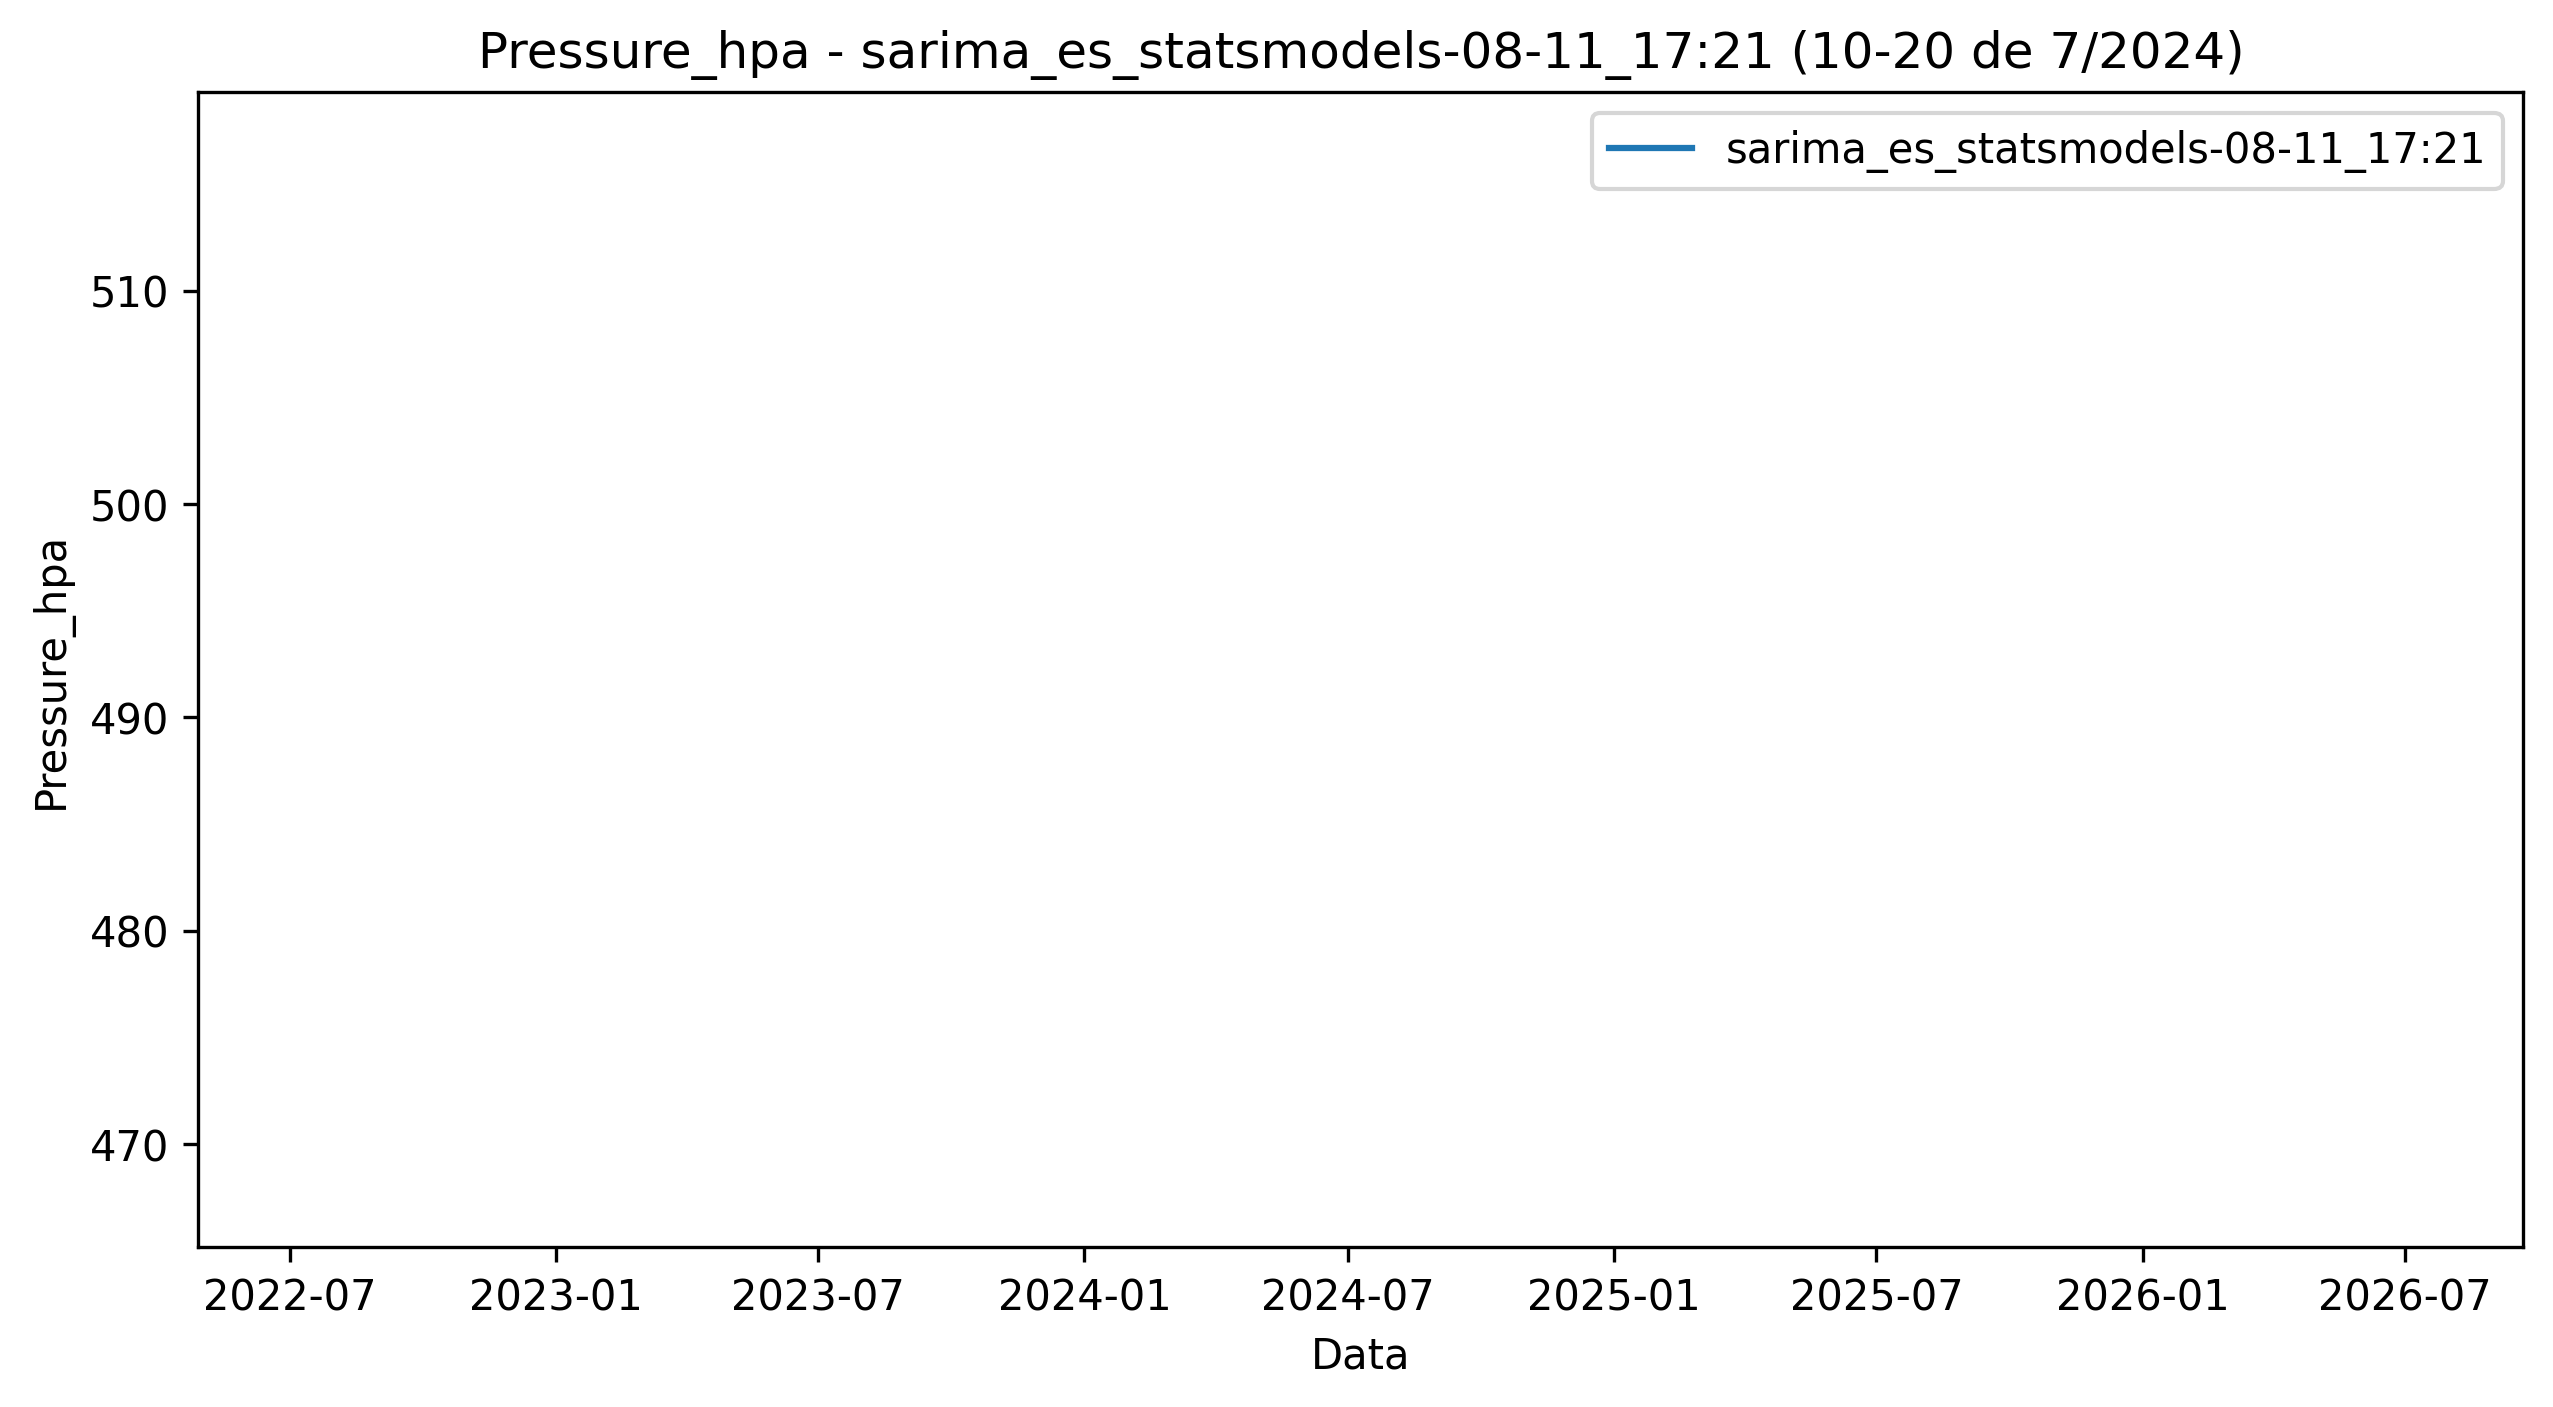 Pressure_hpa - sarima_es_statsmodels-08-11_17:21 (10-20 de 7/2024)
sarima_es_statsmodels-08-11_17:21
Pressure_hpa
510
500
490
480
470
2022-07 2023-01 2023-07 2024-01 2024-07 2025-01 2025-07 2026-01 2026-07
Data